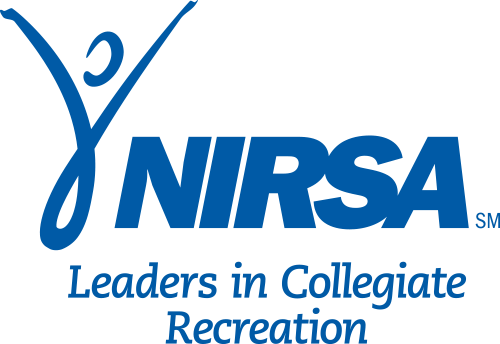 NIRSA SM
Leaders in Collegiate
Recreation